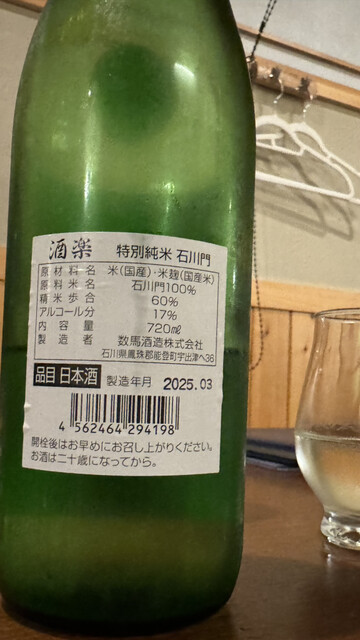 酒楽 特別純米 石川門
原材料名 米(国産)・米麹(国産米)
原料米名 石川門100%
精米歩合 60%
アルコール分 17%
内容量 720mℓ
製造者 数馬酒造株式会社
石川県鳳珠郡能登町宇出津ヘ36
品目 日本酒 製造年月 2025.03
4 562464 294198
開栓後はお早めにお召し上がりください。
お酒は二十歳になってから。